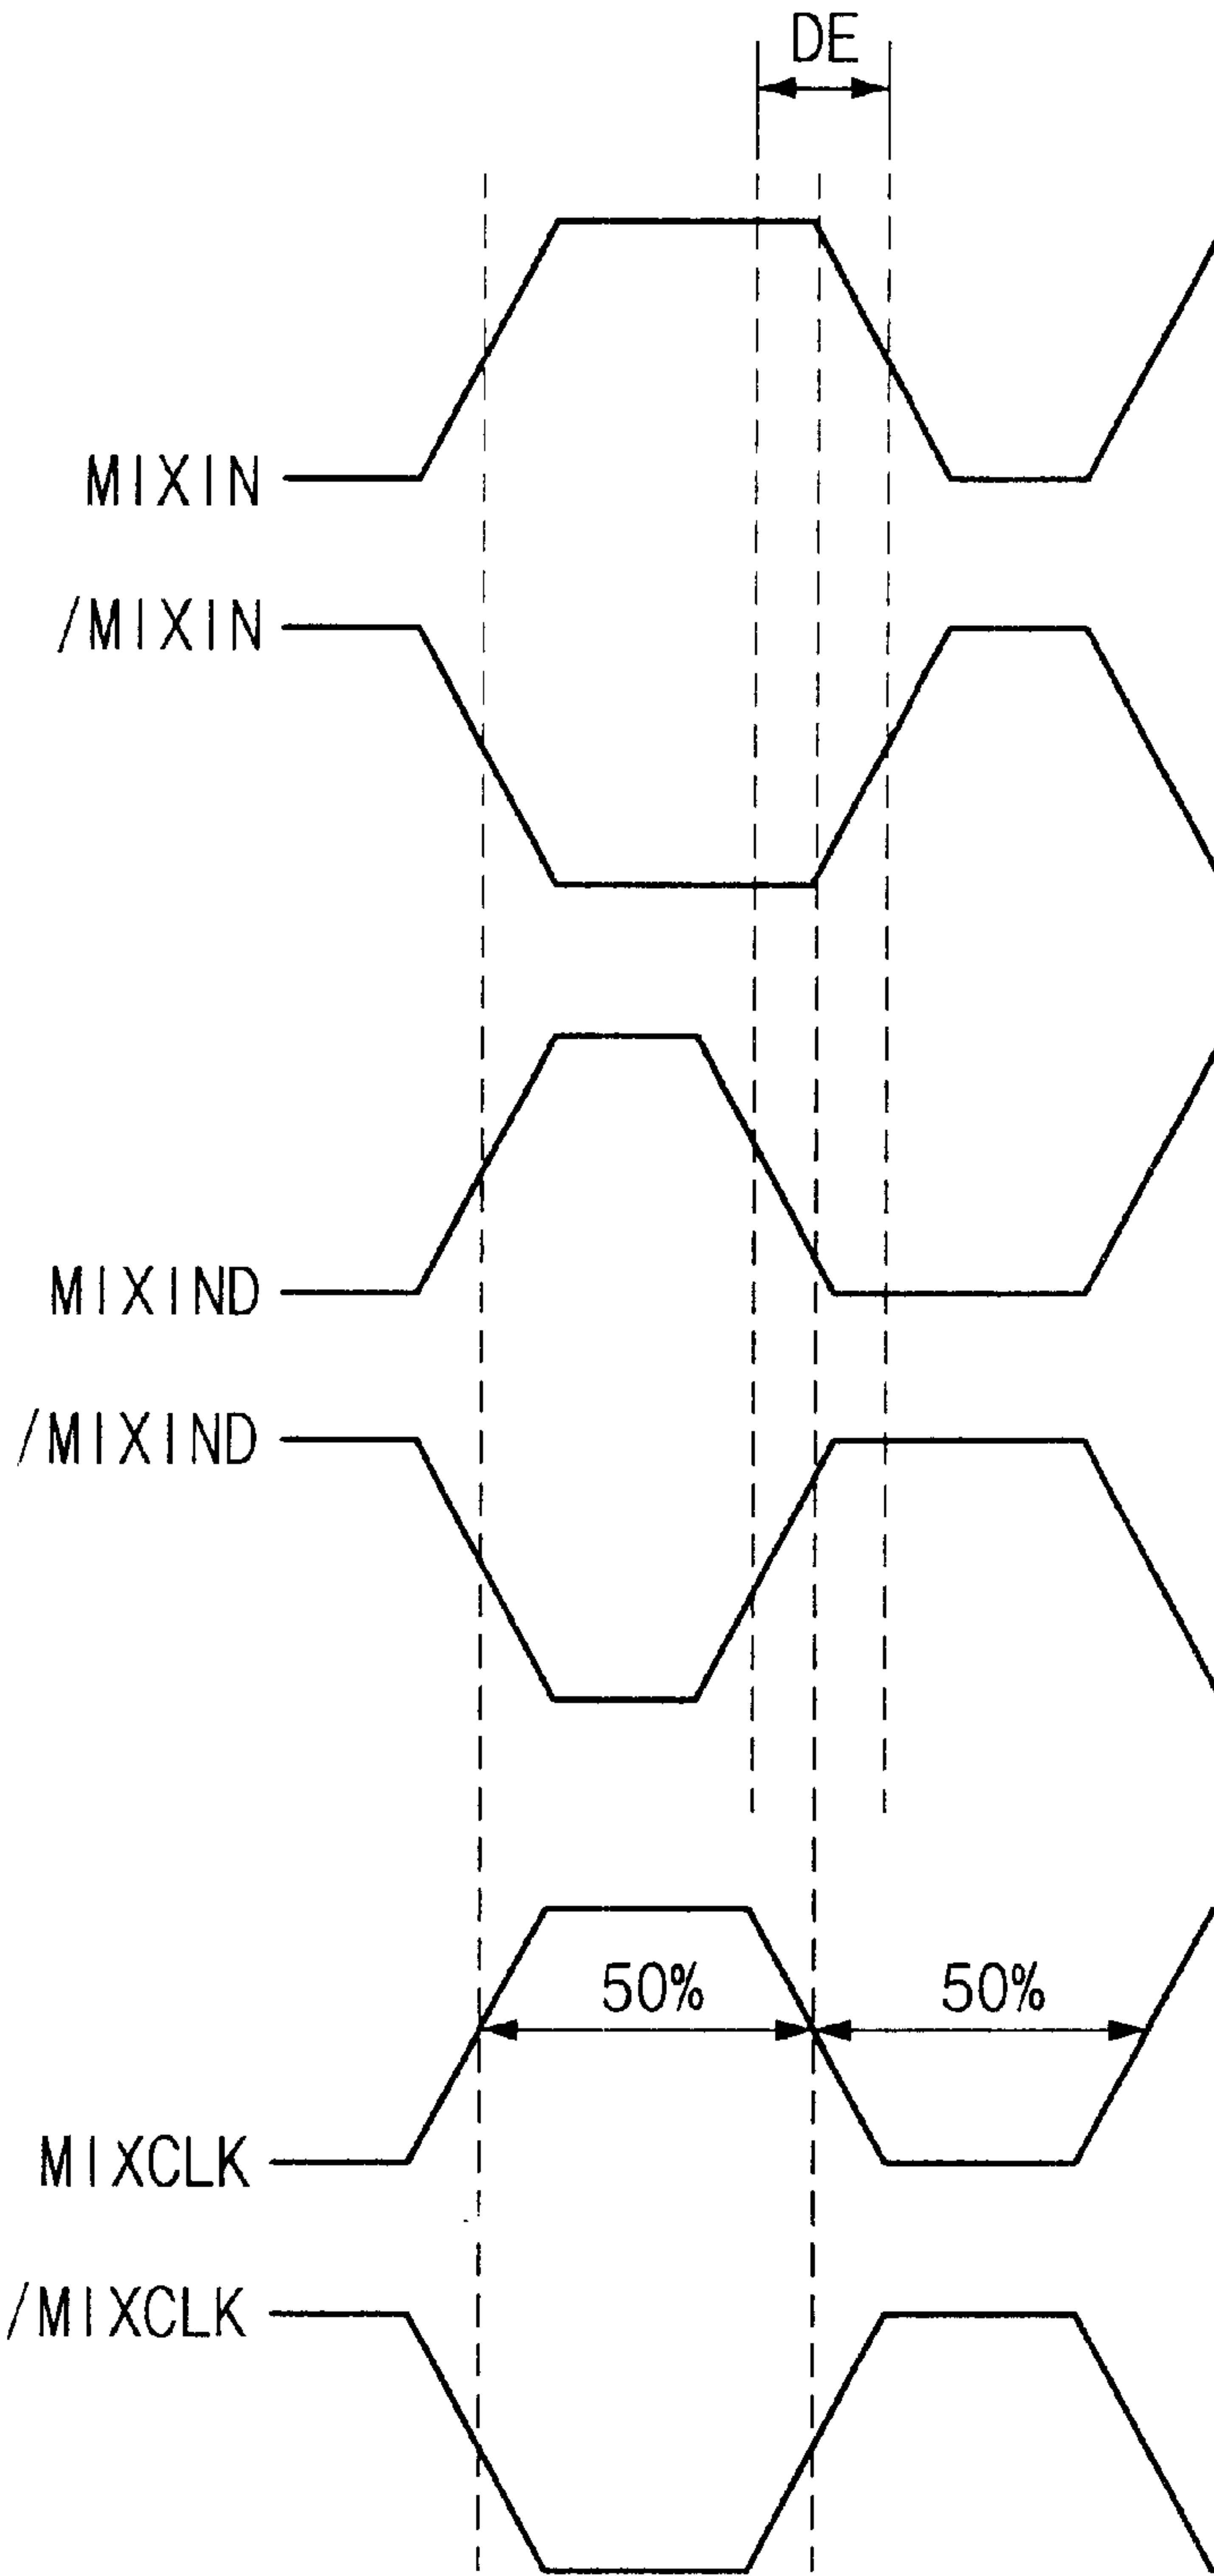 DE
MIXIN
/MIXIN
MIXIND
/MIXIND
50% 50%
MIXCLK
/MIXCLK